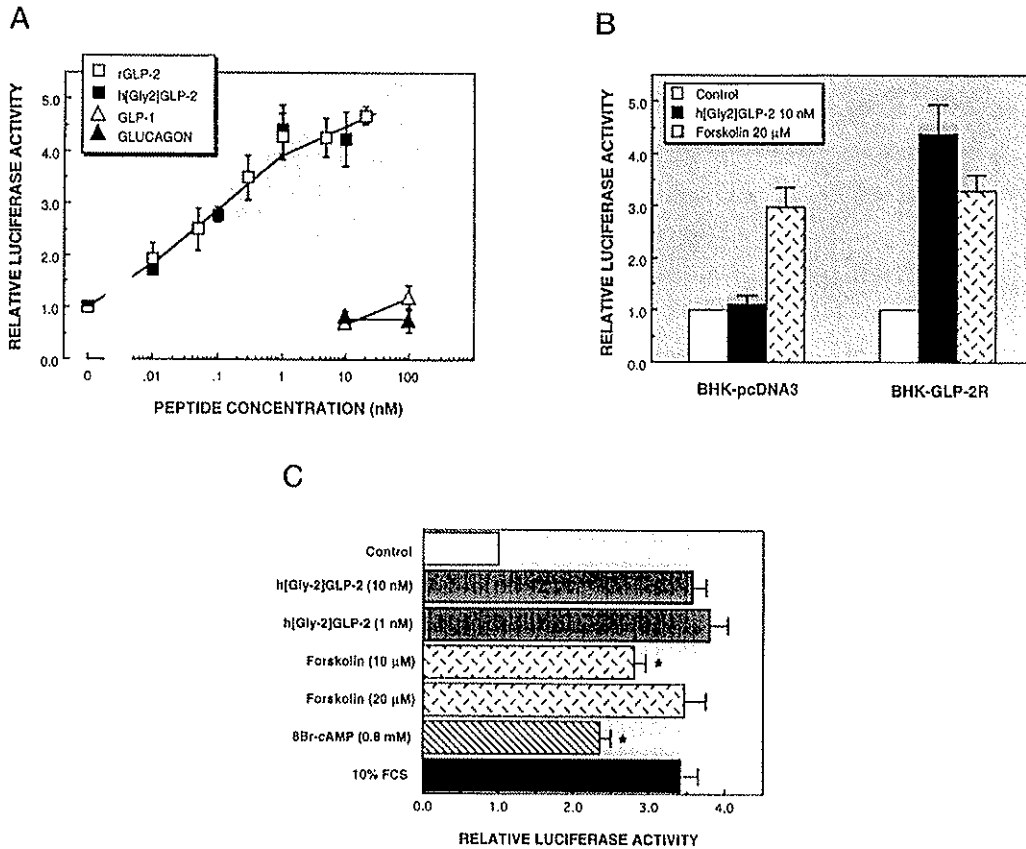 A
rGLP-2
h[Gly2]GLP-2
GLP-1
GLUCAGON
RELATIVE LUCIFERASE ACTIVITY
5.0
4.0
3.0
2.0
1.0
0.0
0 .01 .1 1 10 100
PEPTIDE CONCENTRATION (nM)
B
Control
h[Gly2]GLP-2 10 nM
Forskolin 20 μM
RELATIVE LUCIFERASE ACTIVITY
5.0
4.0
3.0
2.0
1.0
0.0
BHK-pcDNA3 BHK-GLP-2R
C
Control
h[Gly-2]GLP-2 (10 nM)
h[Gly-2]GLP-2 (1 nM)
Forskolin (10 μM) *
Forskolin (20 μM)
8Br-cAMP (0.8 mM) *
10% FCS
0.0 1.0 2.0 3.0 4.0
RELATIVE LUCIFERASE ACTIVITY